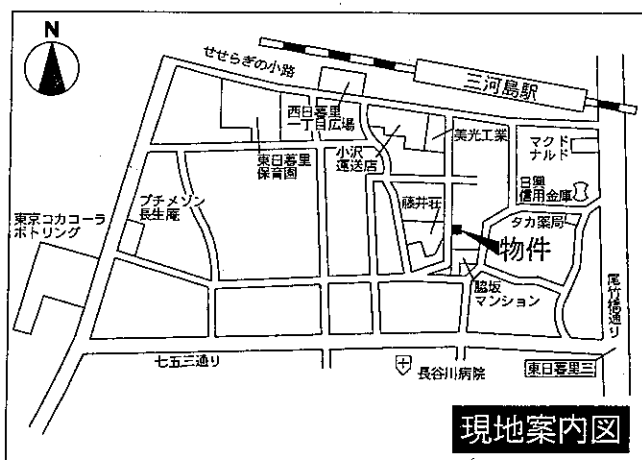 N
せせらぎの小路
三河島駅
西日暮里
一丁目広場
美光工業
小沢
運送店
マクド
ナルド
東日暮里
保育園
日興
信用金庫
プチメゾン
長生庵
藤井荘
タカ薬局
東京コカコーラ
ボトリング
物件
脇坂
マンション
尾竹橋通り
七五三通り
長谷川病院
東日暮里三
現地案内図